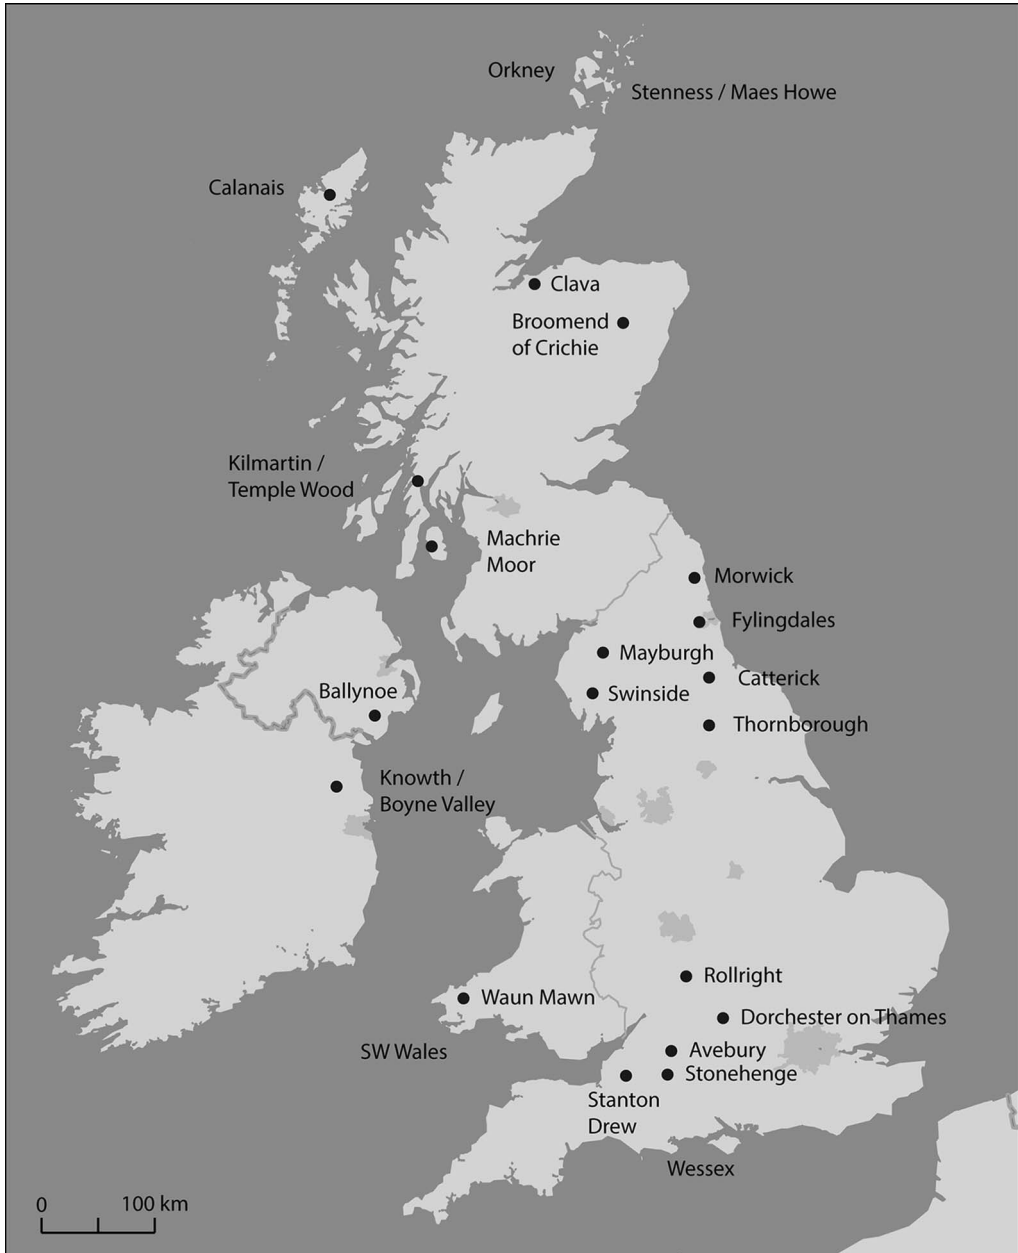 Orkney
Stenness / Maes Howe
Calanais
Clava
Broomend
of Crichie
Kilmartin /
Temple Wood
Machrie
Moor
Morwick
Fylingdales
Mayburgh
Catterick
Swinside
Ballynoe
Thornborough
Knowth /
Boyne Valley
Rollright
Waun Mawn
Dorchester on Thames
SW Wales
Avebury
Stonehenge
Stanton
Drew
Wessex
0 100 km